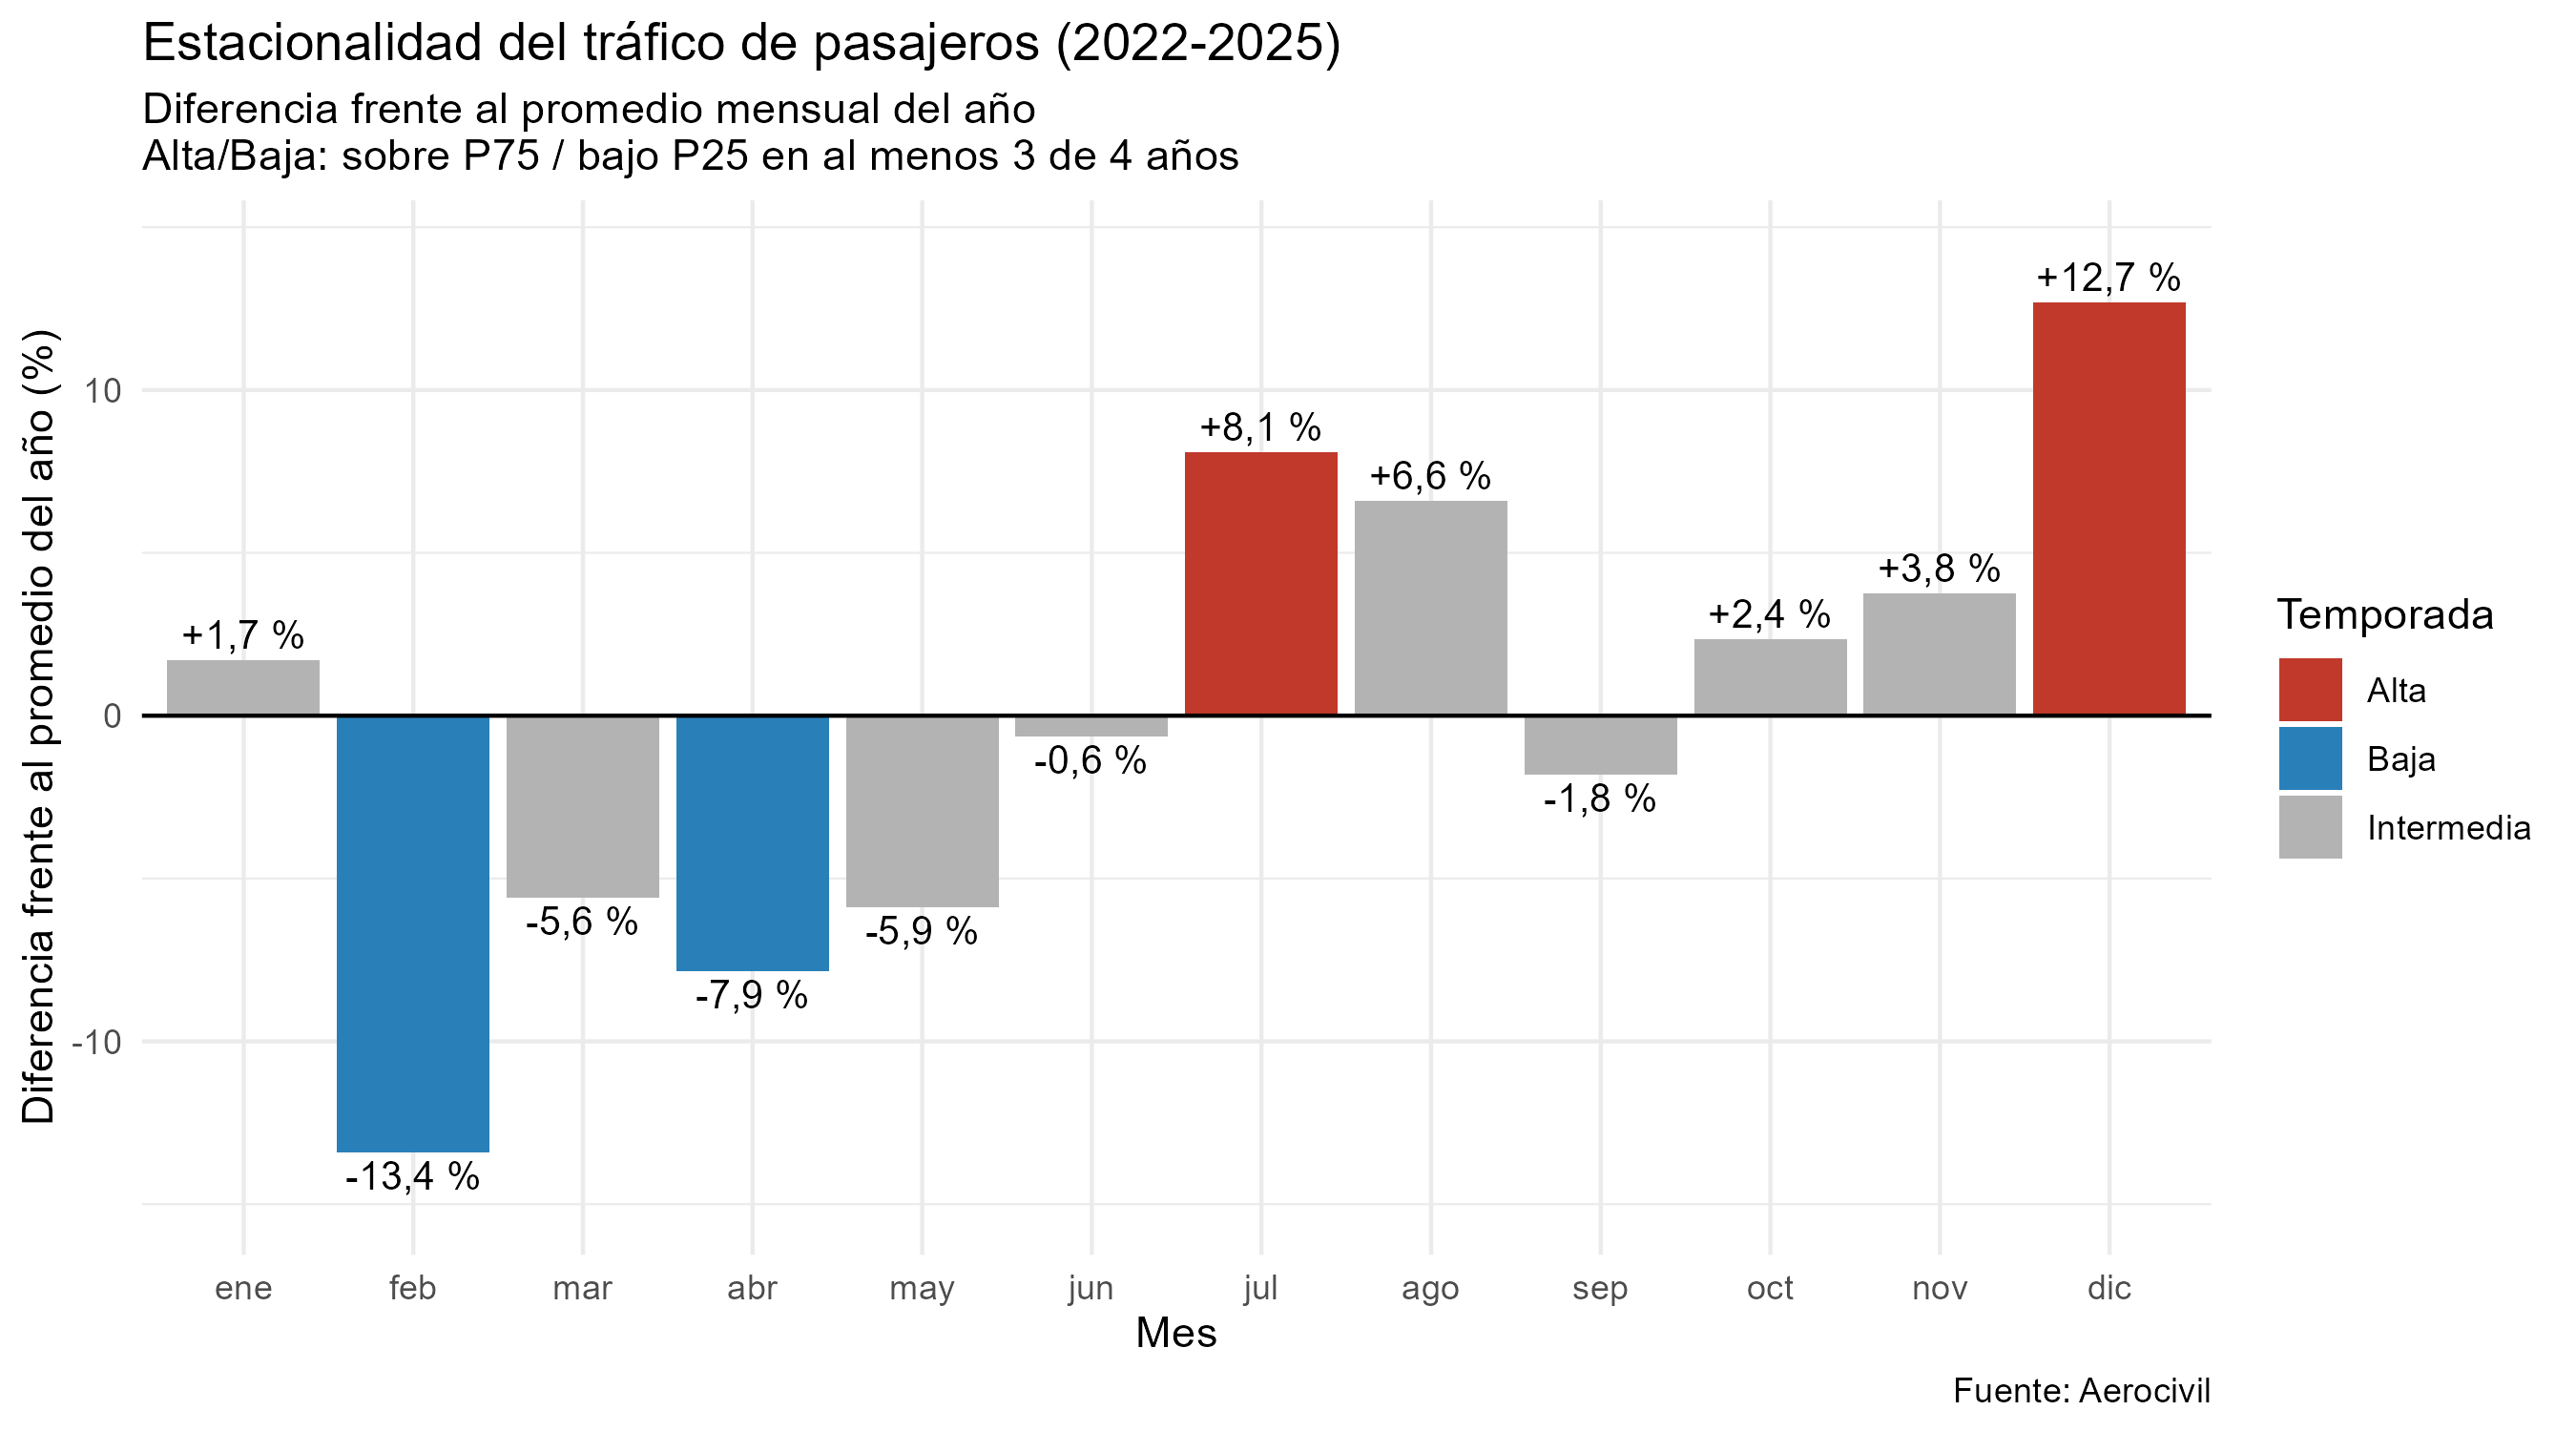 Estacionalidad del tráfico de pasajeros (2022-2025)
Diferencia frente al promedio mensual del año
Alta/Baja: sobre P75 / bajo P25 en al menos 3 de 4 años
Diferencia frente al promedio del año (%)
10
0
-10
+1,7 %
-13,4 %
-5,6 %
-7,9 %
-5,9 %
-0,6 %
+8,1 %
+6,6 %
-1,8 %
+2,4 %
+3,8 %
+12,7 %
ene feb mar abr may jun jul ago sep oct nov dic
Mes
Temporada
Alta
Baja
Intermedia
Fuente: Aerocivil